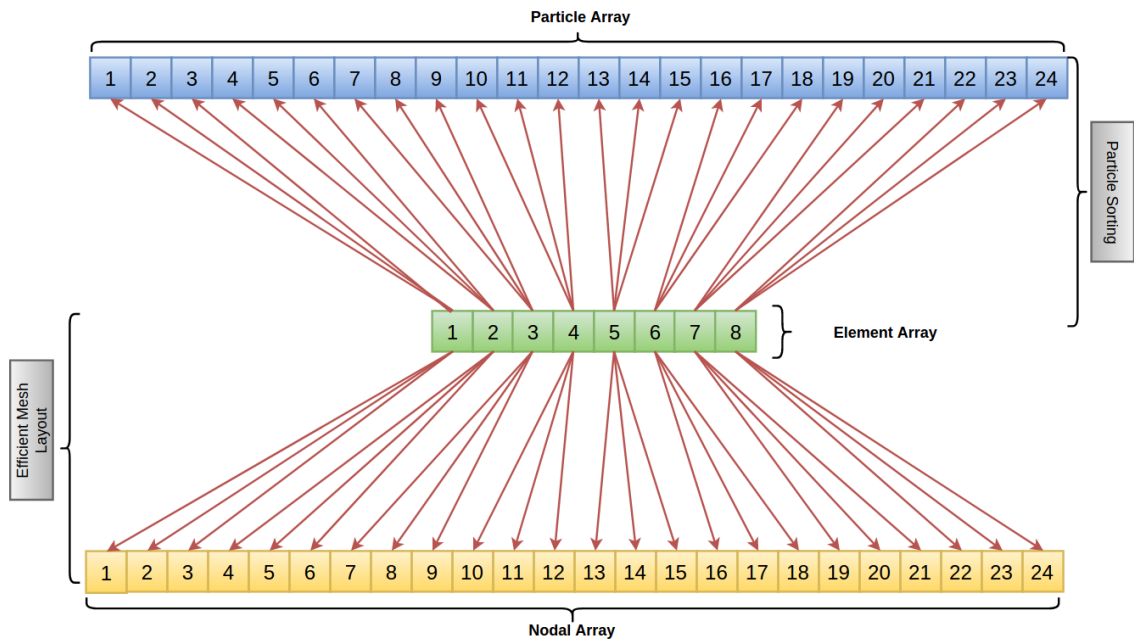 Particle Array
1 2 3 4 5 6 7 8 9 10 11 12 13 14 15 16 17 18 19 20 21 22 23 24
Particle Sorting
1 2 3 4 5 6 7 8
Element Array
Efficient Mesh
Layout
1 2 3 4 5 6 7 8 9 10 11 12 13 14 15 16 17 18 19 20 21 22 23 24
Nodal Array